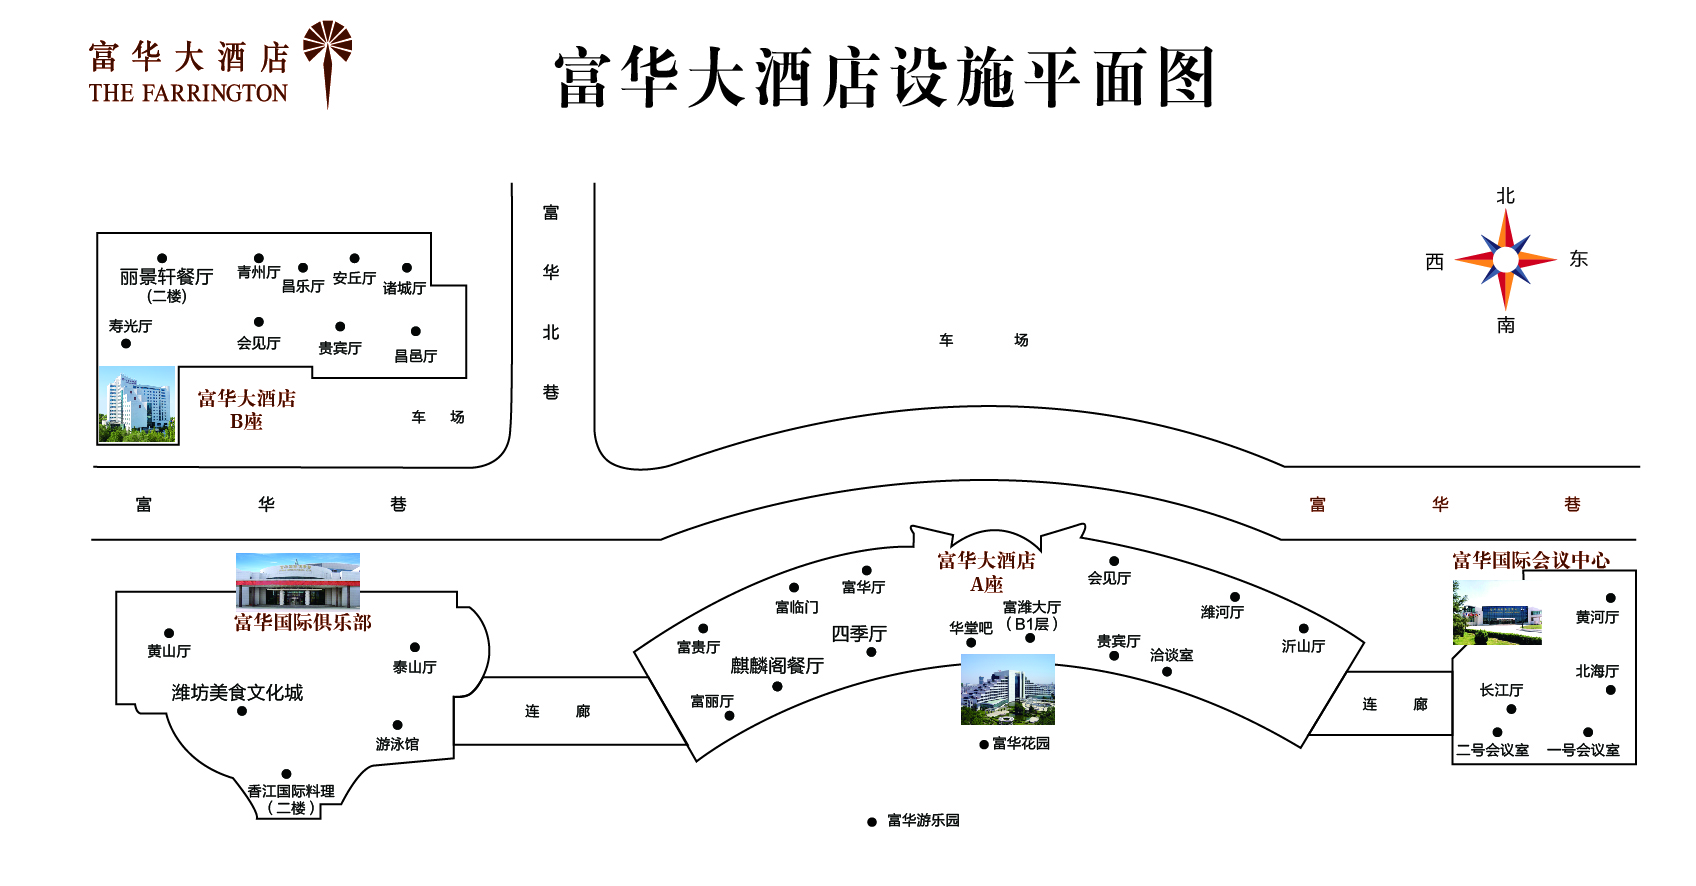 富华大酒店
THE FARRINGTON
富华大酒店设施平面图
北
西
东
南
富
华
北
巷
丽景轩餐厅
(二楼)
青州厅
昌乐厅
安丘厅
诸城厅
寿光厅
会见厅
贵宾厅
昌邑厅
富华大酒店
B座
车 场
车 场
富 华 巷
富 华 巷
富华国际俱乐部
黄山厅
泰山厅
潍坊美食文化城
游泳馆
香江国际料理
（二楼）
连 廊
富华大酒店
A座
富华厅
富临门
富贵厅
四季厅
麒麟阁餐厅
富丽厅
华堂吧
富潍大厅
（B1层）
会见厅
潍河厅
贵宾厅
洽谈室
沂山厅
富华花园
富华游乐园
连 廊
富华国际会议中心
黄河厅
北海厅
长江厅
二号会议室
一号会议室